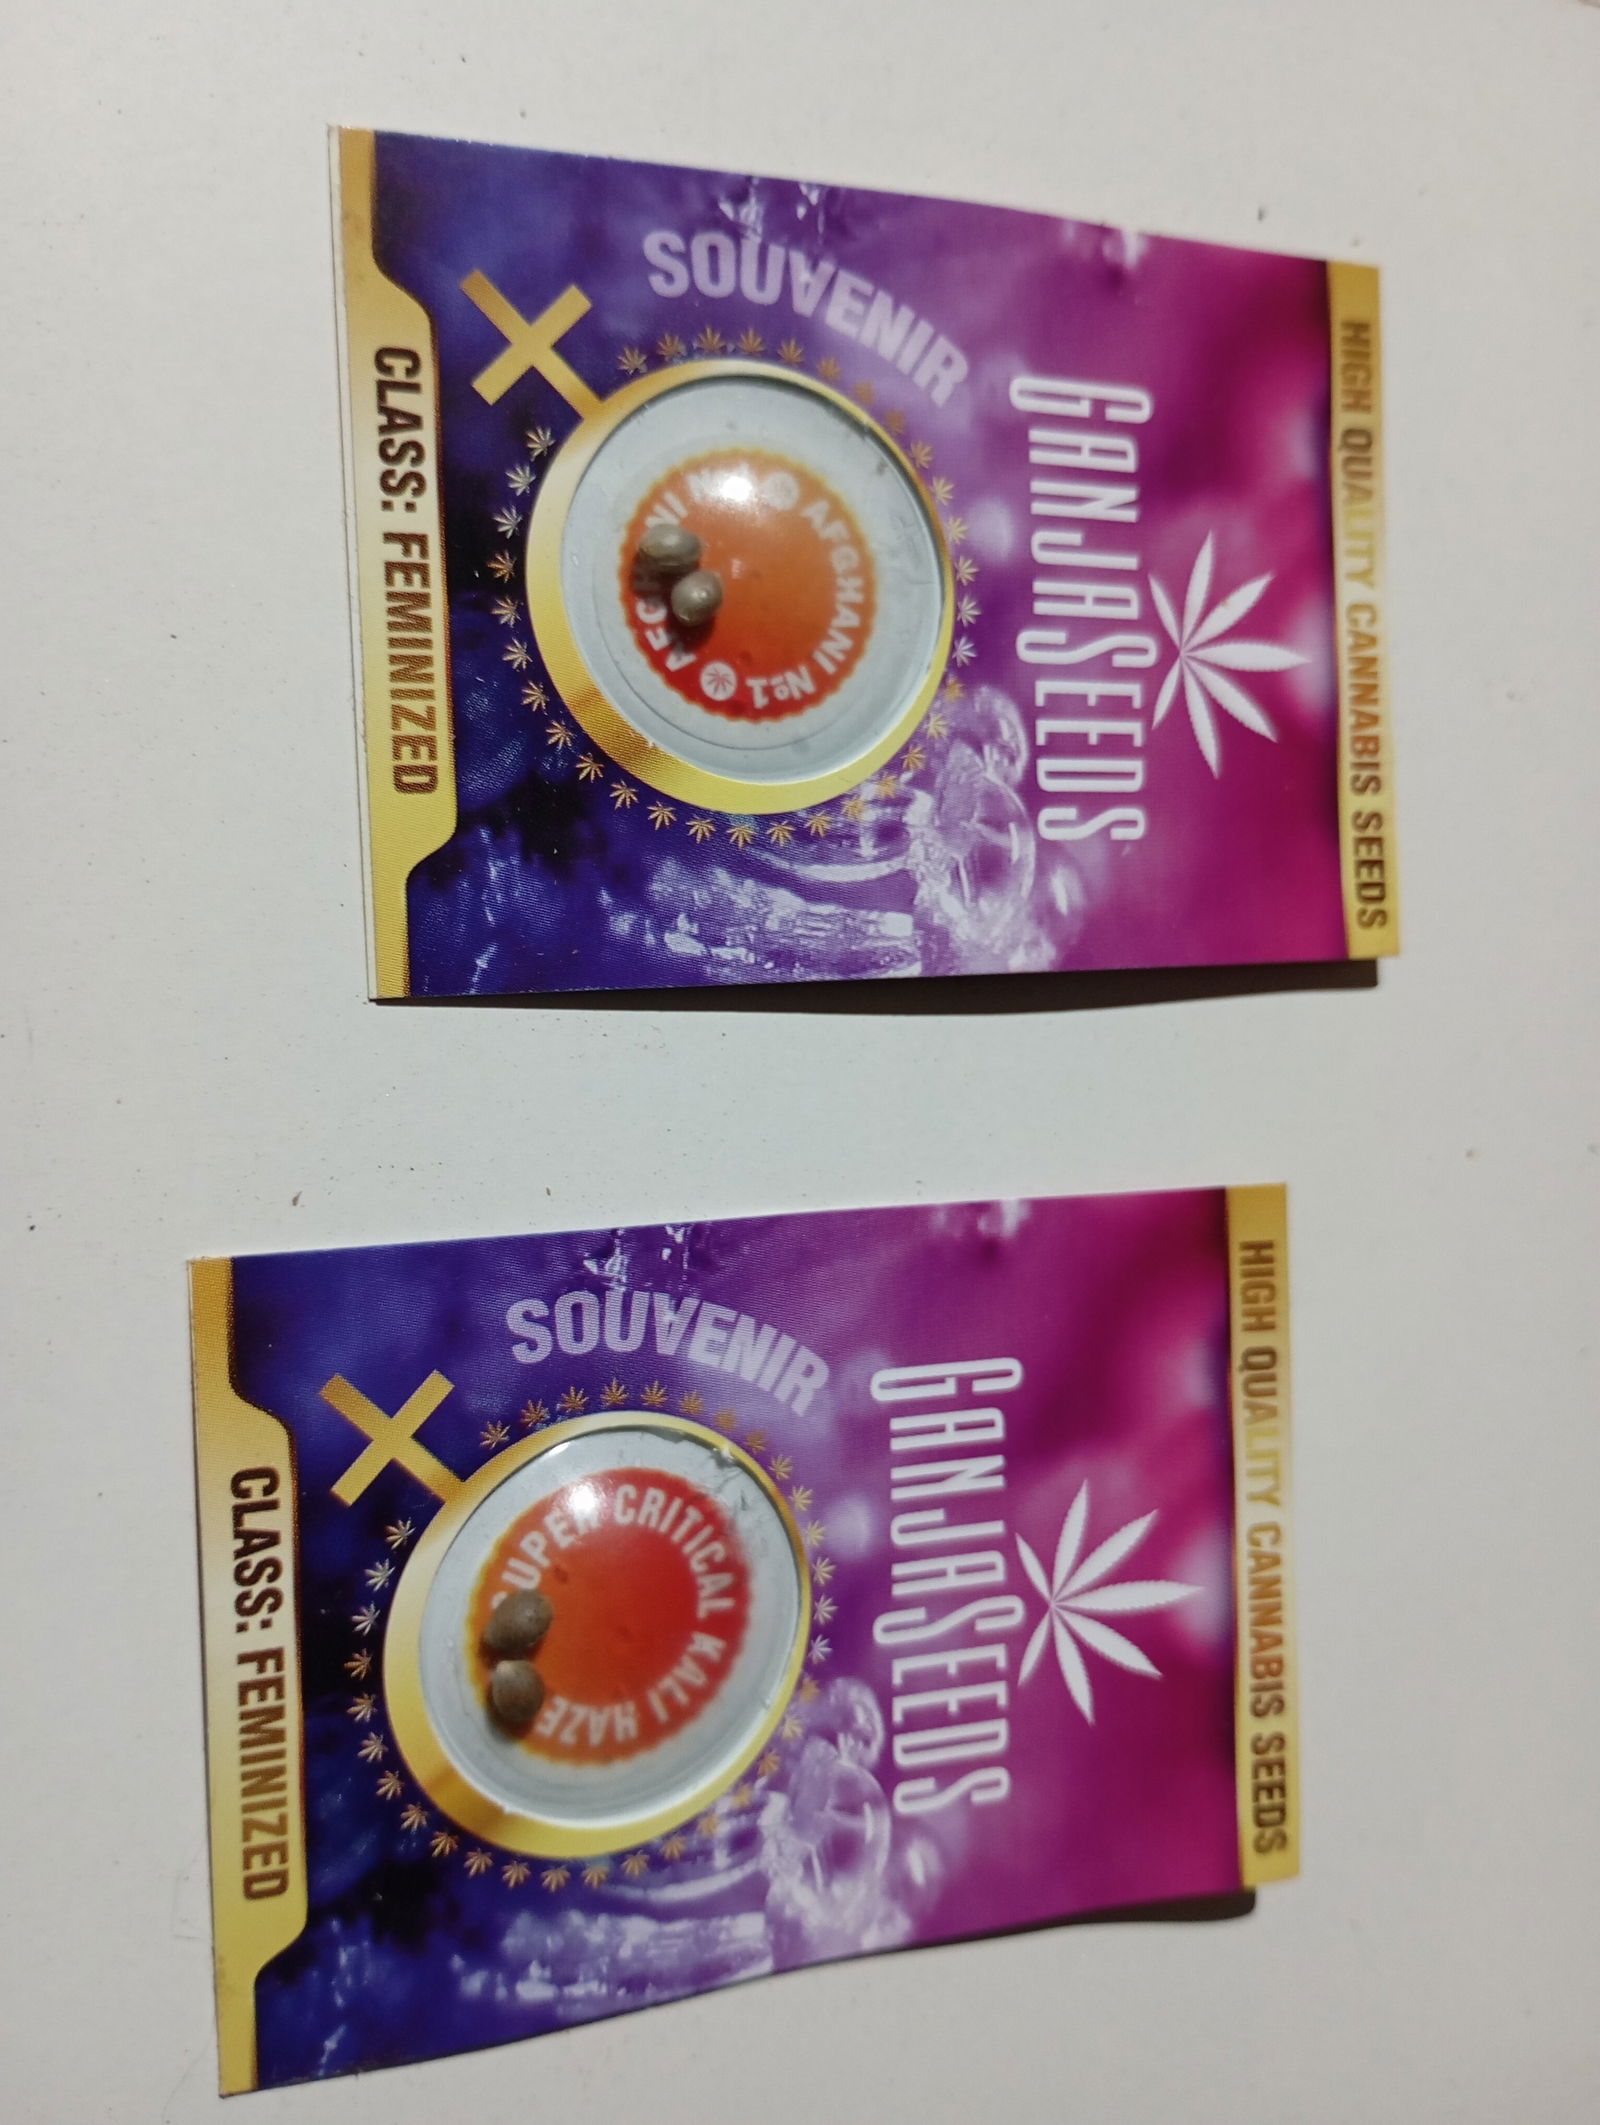 HIGH QUALITY CANNABIS SEEDS
GANJASEEDS
SOUVENIR
AFGHANI №1
AFGHANI
CLASS: FEMINIZED
HIGH QUALITY CANNABIS SEEDS
GANJASEEDS
SOUVENIR
SUPER CRITICAL KALI HAZE
CLASS: FEMINIZED